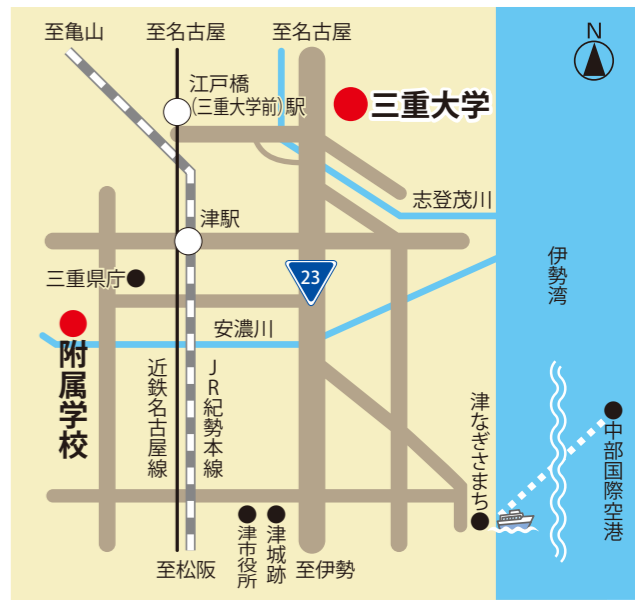 至亀山
至名古屋
至名古屋
N
江戸橋
(三重大学前)駅
三重大学
志登茂川
津駅
伊勢湾
三重県庁
23
安濃川
附属学校
近鉄名古屋線
JR紀勢本線
津なぎさまち
中部国際空港
津市役所
津城跡
至松阪
至伊勢